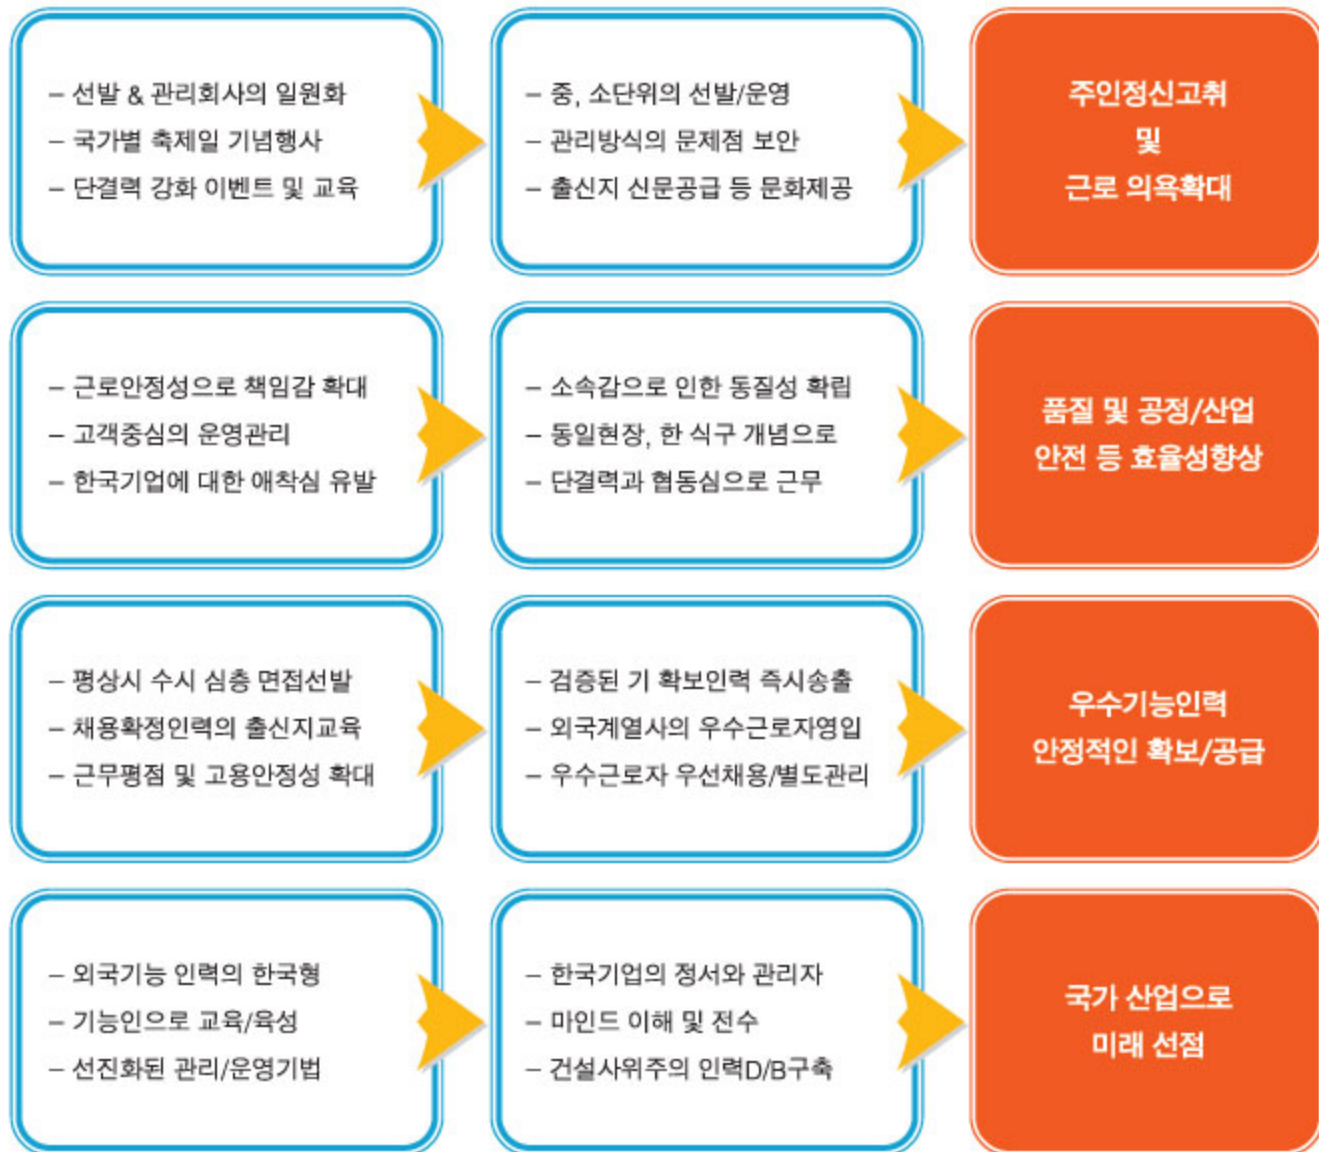 – 선발 & 관리회사의 일원화
– 국가별 축제일 기념행사
– 단결력 강화 이벤트 및 교육
– 중, 소단위의 선발/운영
– 관리방식의 문제점 보안
– 출신지 신문공급 등 문화제공
주인정신고취
및
근로 의욕확대
– 근로안정성으로 책임감 확대
– 고객중심의 운영관리
– 한국기업에 대한 애착심 유발
– 소속감으로 인한 동질성 확립
– 동일현장, 한 식구 개념으로
– 단결력과 협동심으로 근무
품질 및 공정/산업
안전 등 효율성향상
– 평상시 수시 심층 면접선발
– 채용확정인력의 출신지교육
– 근무평점 및 고용안정성 확대
– 검증된 기 확보인력 즉시송출
– 외국계열사의 우수근로자영입
– 우수근로자 우선채용/별도관리
우수기능인력
안정적인 확보/공급
– 외국기능 인력의 한국형
– 기능인으로 교육/육성
– 선진화된 관리/운영기법
– 한국기업의 정서와 관리자
– 마인드 이해 및 전수
– 건설사위주의 인력D/B구축
국가 산업으로
미래 선점